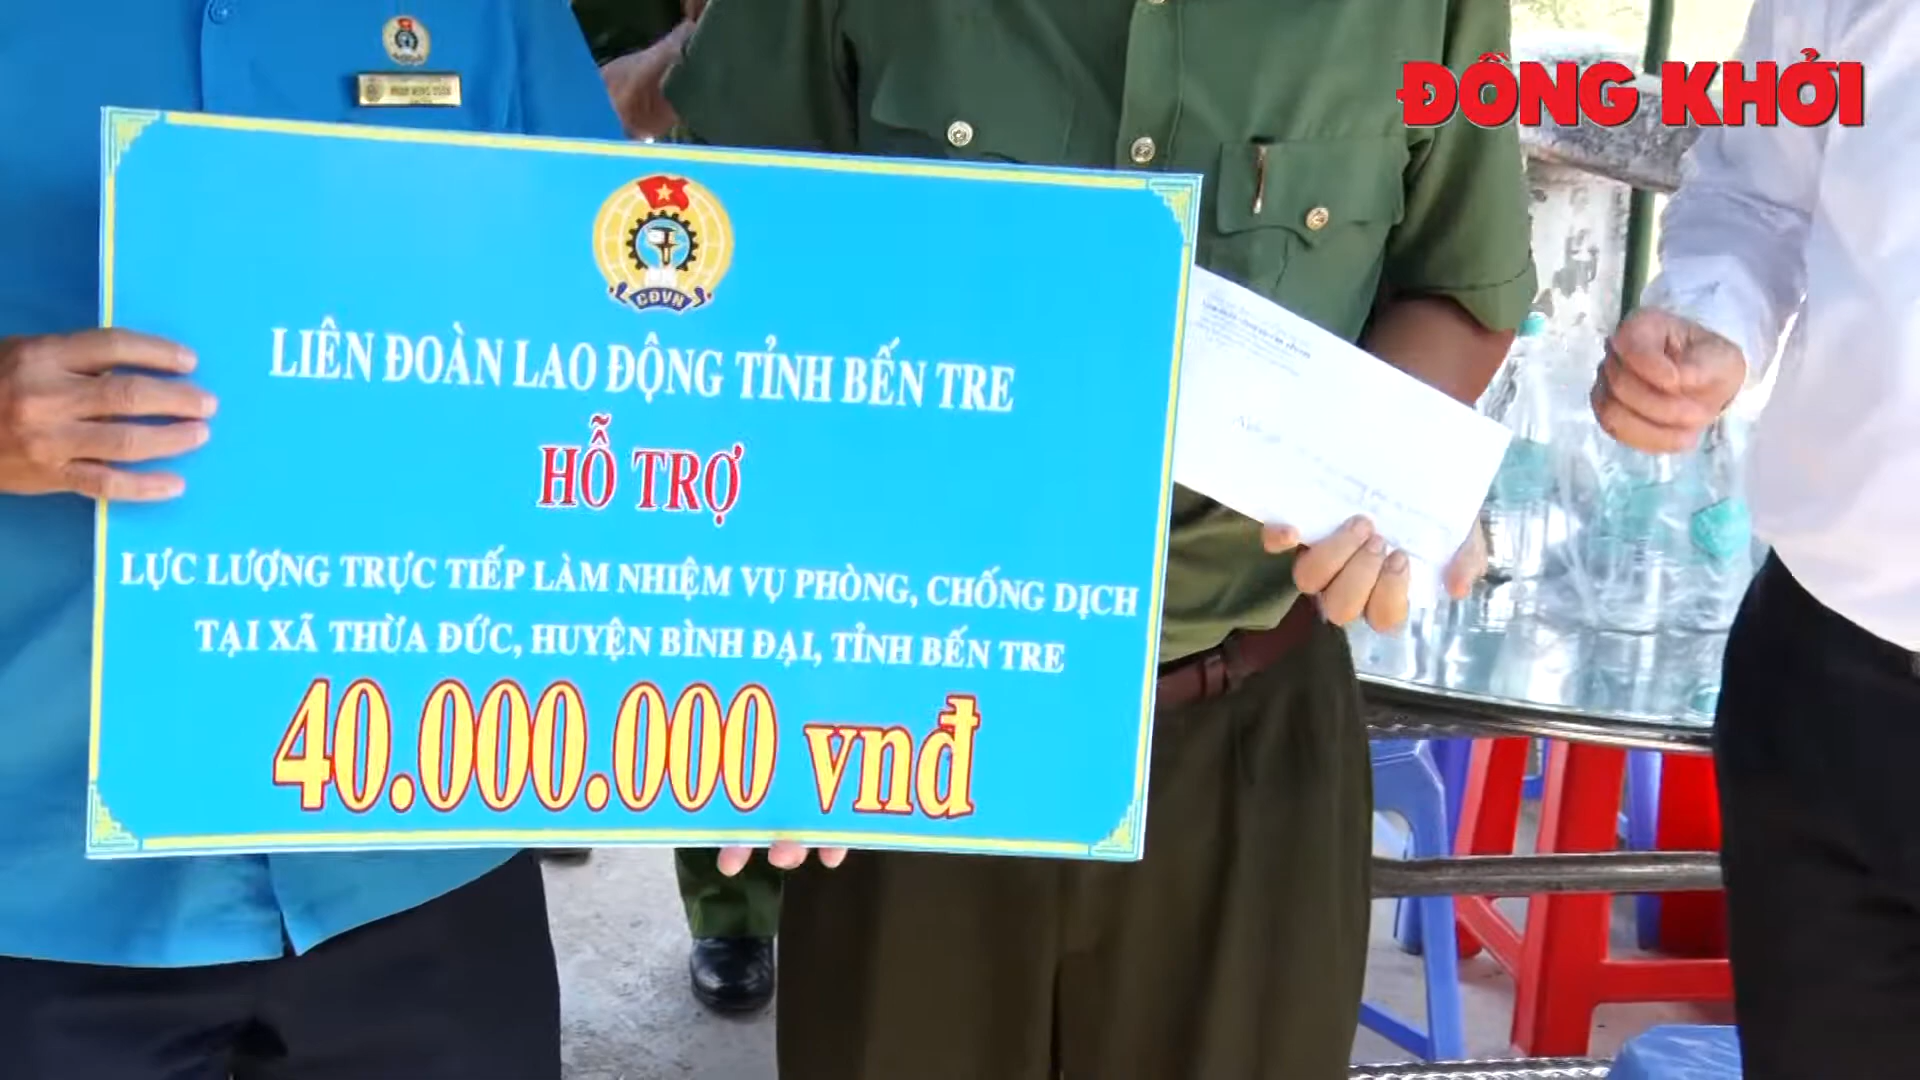 ĐỒNG KHỞI
CĐVN
LIÊN ĐOÀN LAO ĐỘNG TỈNH BẾN TRE
HỖ TRỢ
LỰC LƯỢNG TRỰC TIẾP LÀM NHIỆM VỤ PHÒNG, CHỐNG DỊCH
TẠI XÃ THỪA ĐỨC, HUYỆN BÌNH ĐẠI, TỈNH BẾN TRE
40.000.000 vnđ